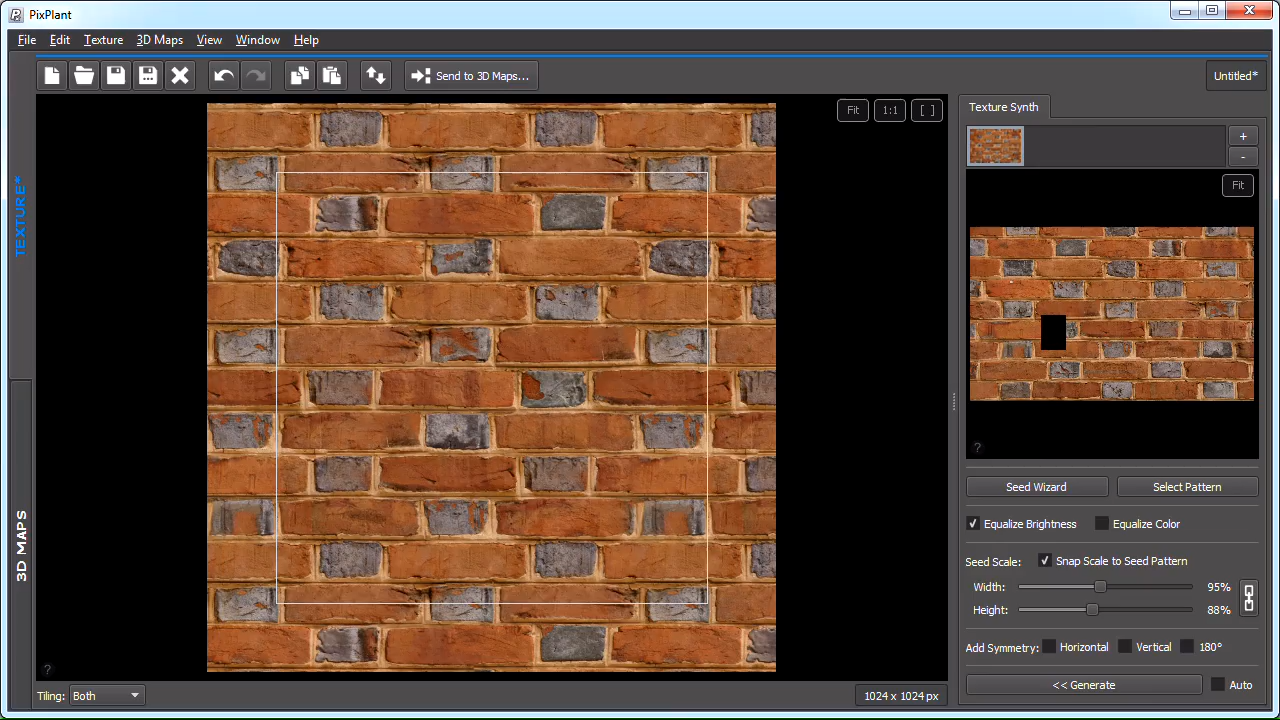 PixPlant
File Edit Texture 3D Maps View Window Help
Send to 3D Maps...
Untitled*
TEXTURE*
3D MAPS
Fit 1:1 [ ]
Texture Synth
+
-
Fit
?
Seed Wizard Select Pattern
Equalize Brightness Equalize Color
Seed Scale: Snap Scale to Seed Pattern
Width: 95%
Height: 88%
Add Symmetry: Horizontal Vertical 180°
<< Generate Auto
?
Tiling: Both
1024 x 1024 px